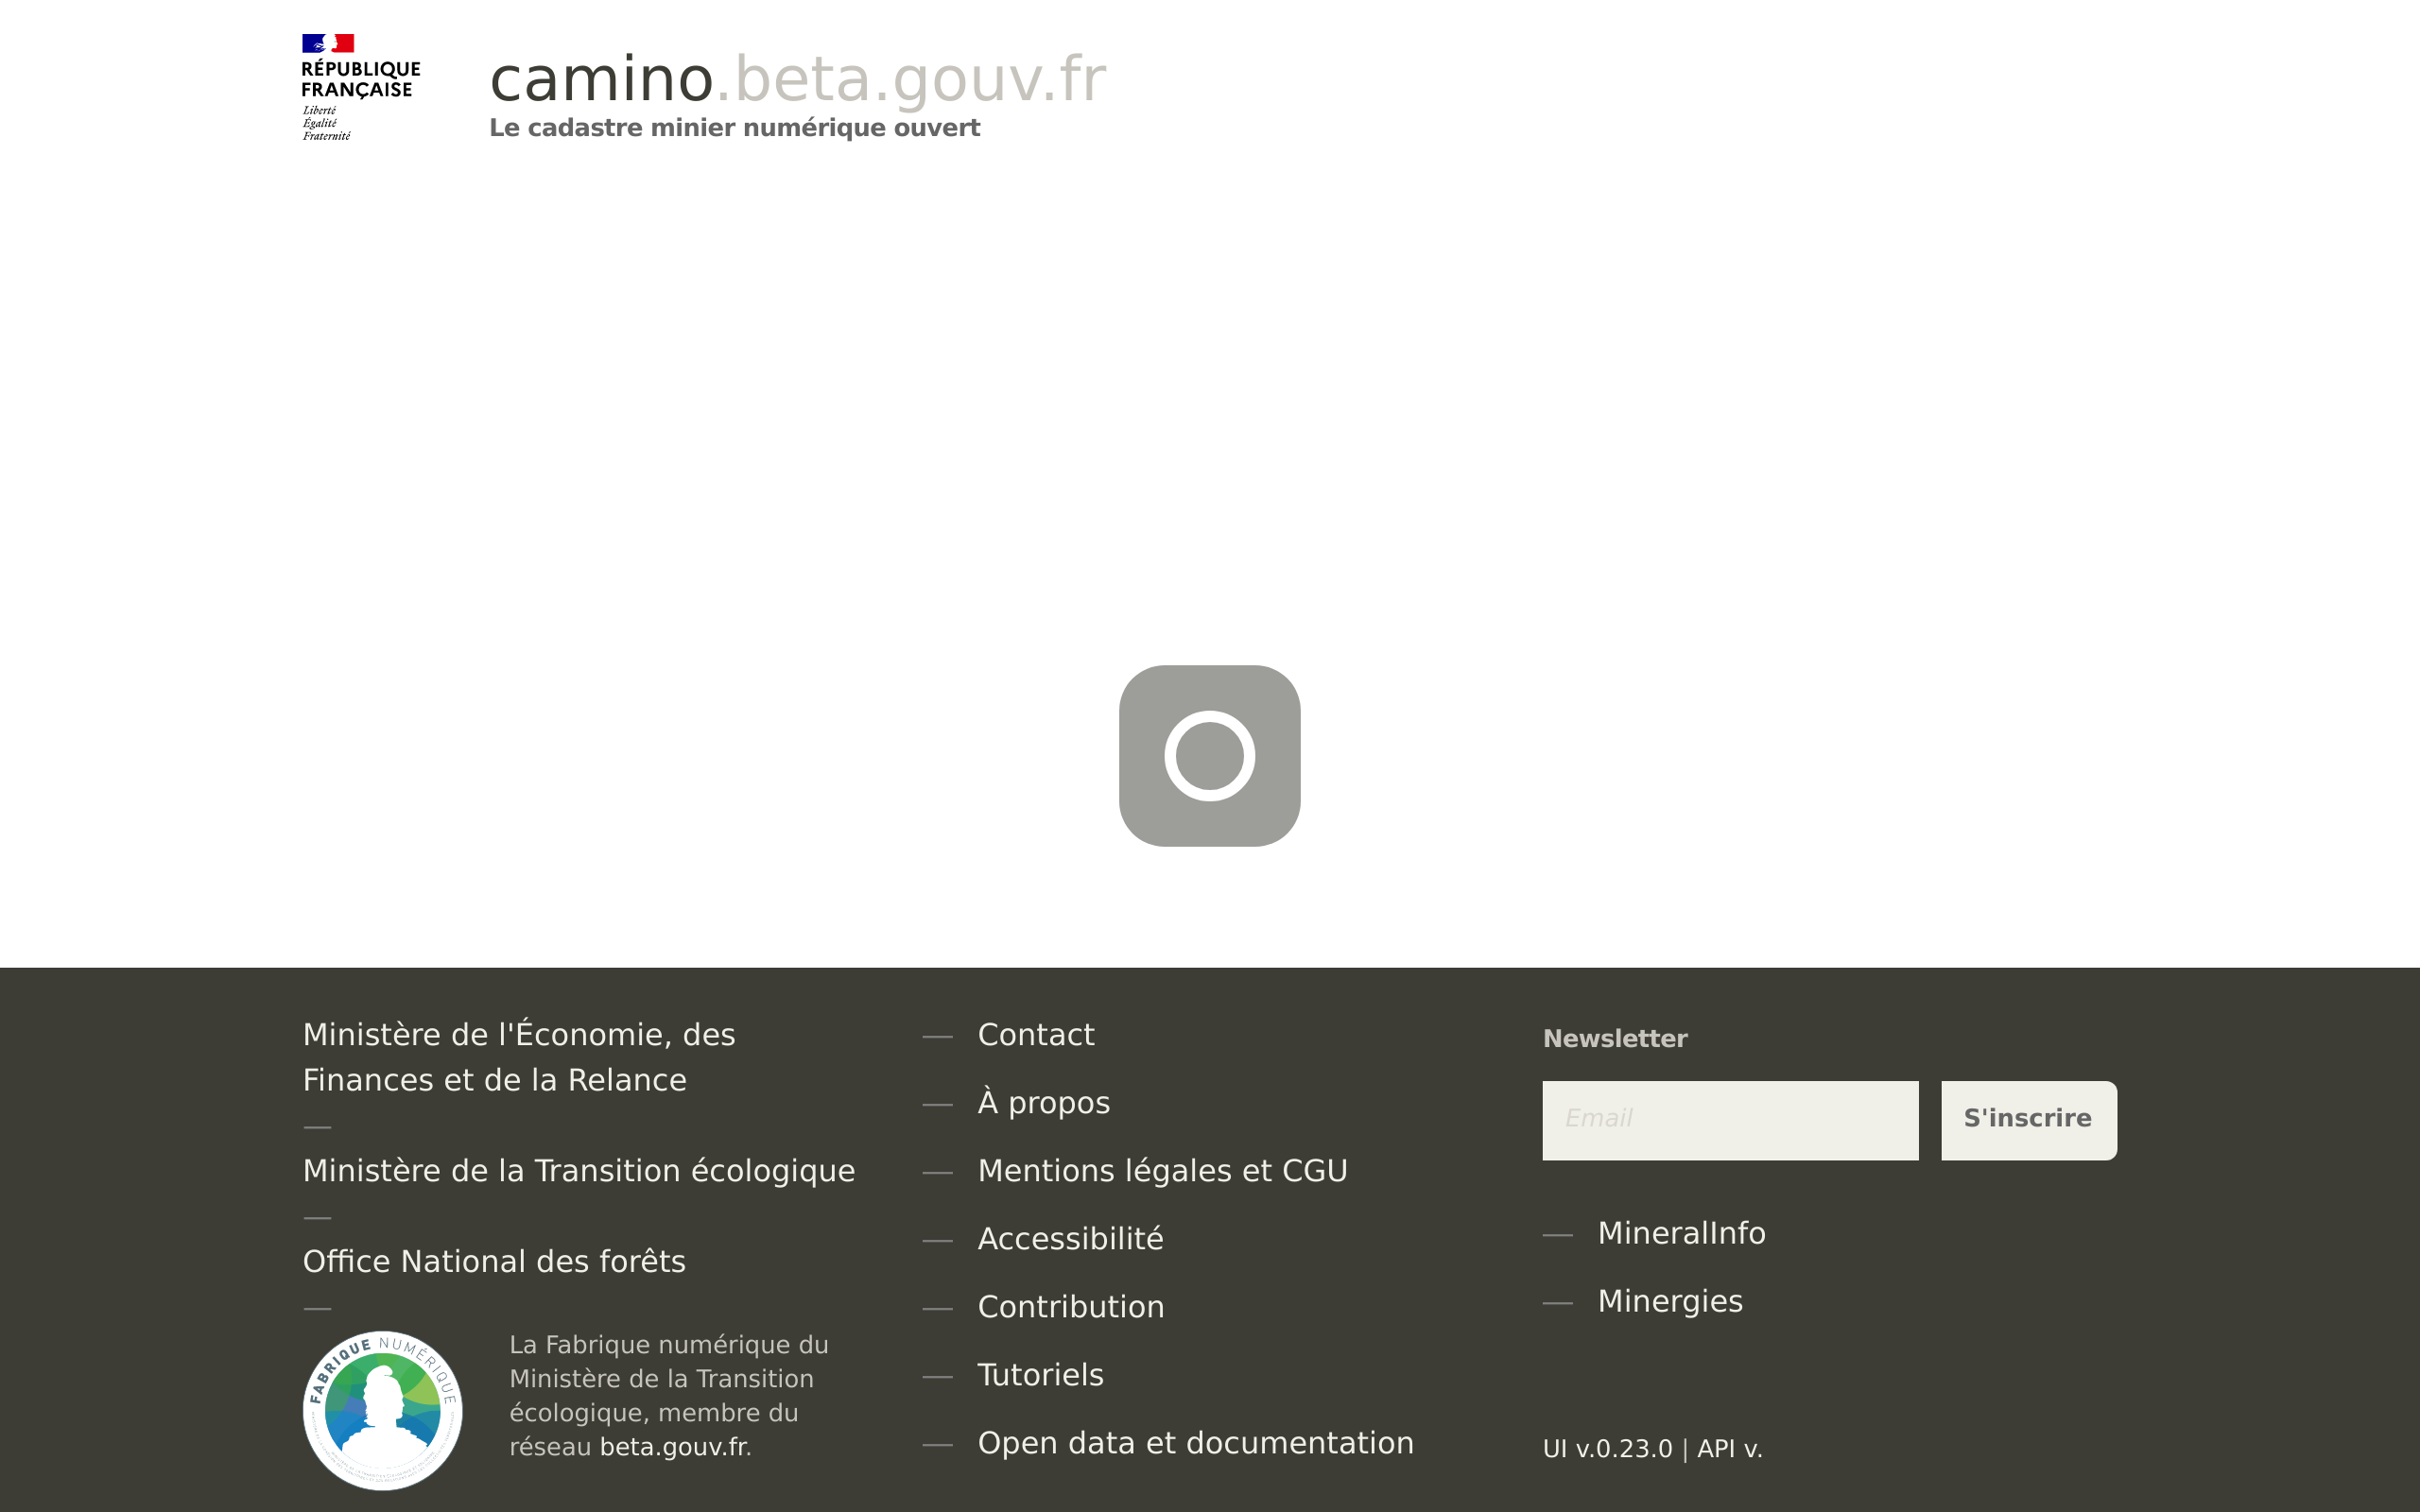 RÉPUBLIQUE
FRANÇAISE
Liberté
Égalité
Fraternité
camino.beta.gouv.fr
Le cadastre minier numérique ouvert
Ministère de l'Économie, des
Finances et de la Relance
—
Ministère de la Transition écologique
—
Office National des forêts
—
FABRIQUE NUMÉRIQUE
La Fabrique numérique du
Ministère de la Transition
écologique, membre du
réseau beta.gouv.fr.
— Contact
— À propos
— Mentions légales et CGU
— Accessibilité
— Contribution
— Tutoriels
— Open data et documentation
Newsletter
Email
S'inscrire
— MineralInfo
— Minergies
UI v.0.23.0 | API v.